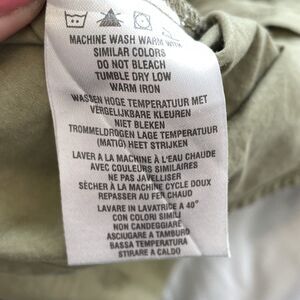 MACHINE WASH WARM WITH
SIMILAR COLORS
DO NOT BLEACH
TUMBLE DRY LOW
WARM IRON
WASSEN HOGE TEMPERATUUR MET
VERGELIJKBARE KLEUREN
NIET BLEKEN
TROMMELDROGEN LAGE TEMPERATUUR
(MATIG) HEET STRIJKEN
LAVER A LA MACHINE À L'EAU CHAUDE
AVEC COULEURS SIMILAIRES
NE PAS JAVELLISER
SÉCHER À LA MACHINE CYCLE DOUX
REPASSER AU FER CHAUD
LAVARE IN LAVATRICE A 40°
CON COLORI SIMILI
NON CANDEGGIARE
ASCIUGARE A TAMBURO
BASSA TEMPERATURA
STIRARE A CALDO